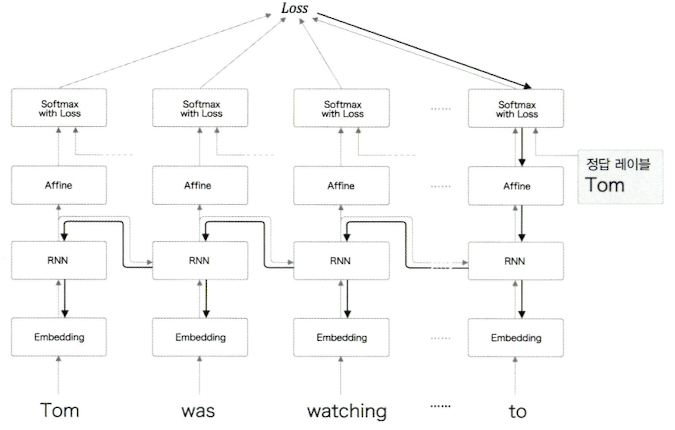 Loss
Softmax
with Loss
Softmax
with Loss
Softmax
with Loss
......
Softmax
with Loss
정답 레이블
Tom
Affine
Affine
Affine
......
Affine
RNN
RNN
RNN
RNN
Embedding
Embedding
Embedding
......
Embedding
Tom
was
watching
......
to